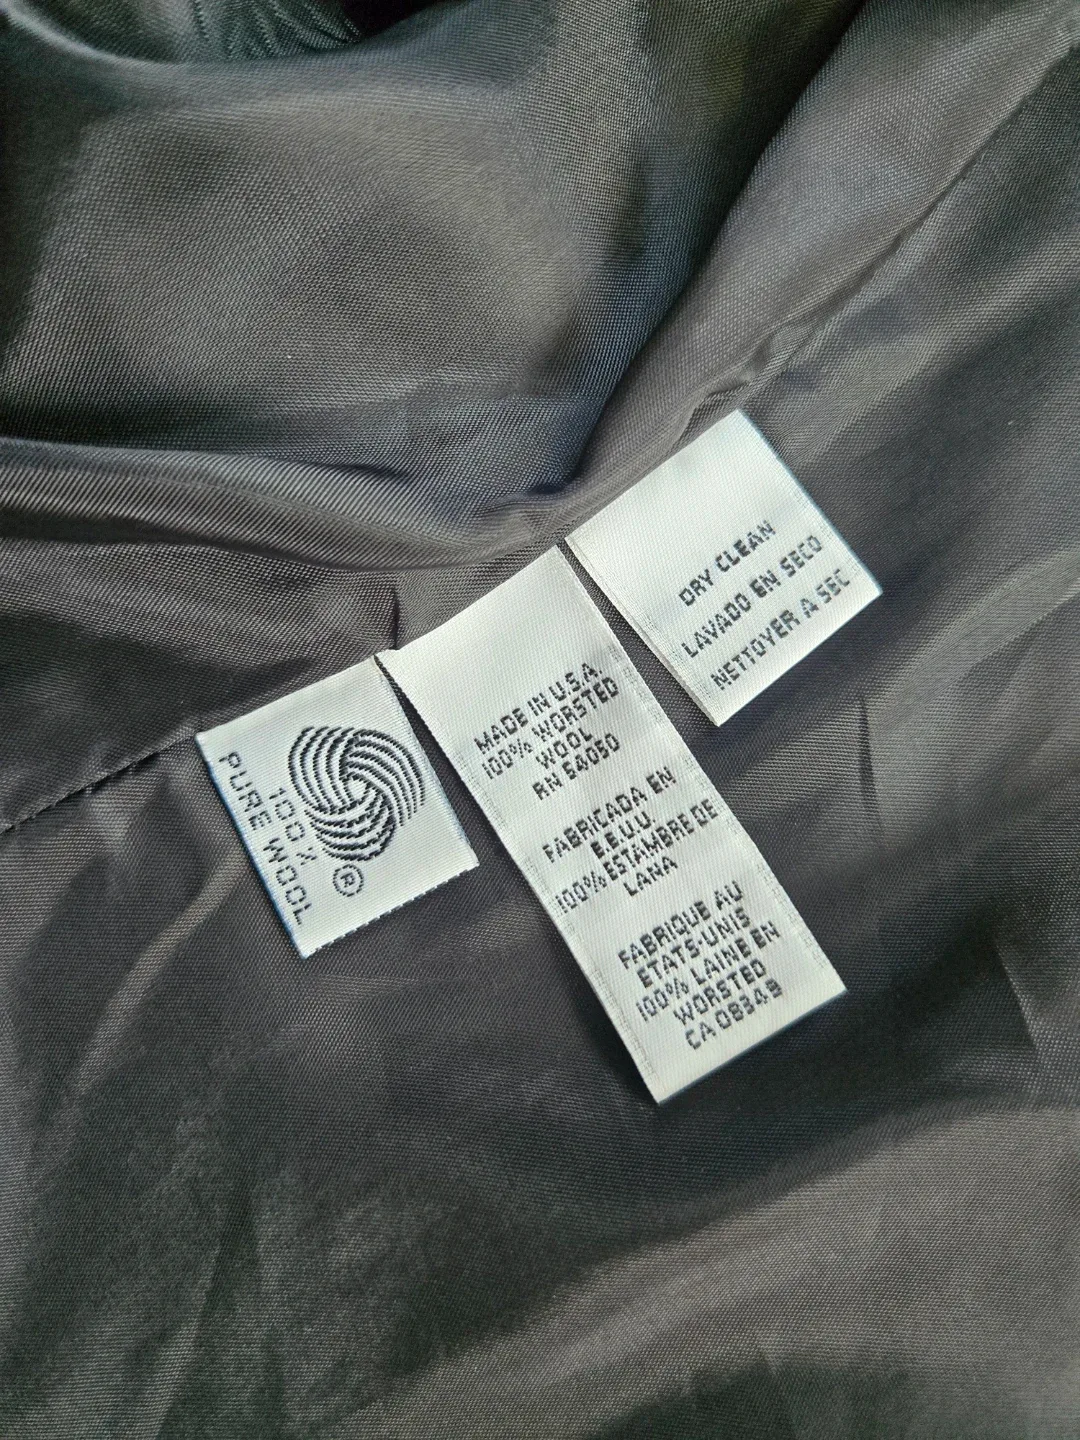 PURE WOOL
100%
®
MADE IN U.S.A.
100% WORSTED
WOOL
RN 54050
FABRICADA EN
E.E.U.U.
100% ESTAMBRE DE
LANA
FABRIQUE AU
ETATS-UNIS
100% LAINE EN
WORSTED
CA 08349
DRY CLEAN
LAVADO EN SECO
NETTOYER A SEC